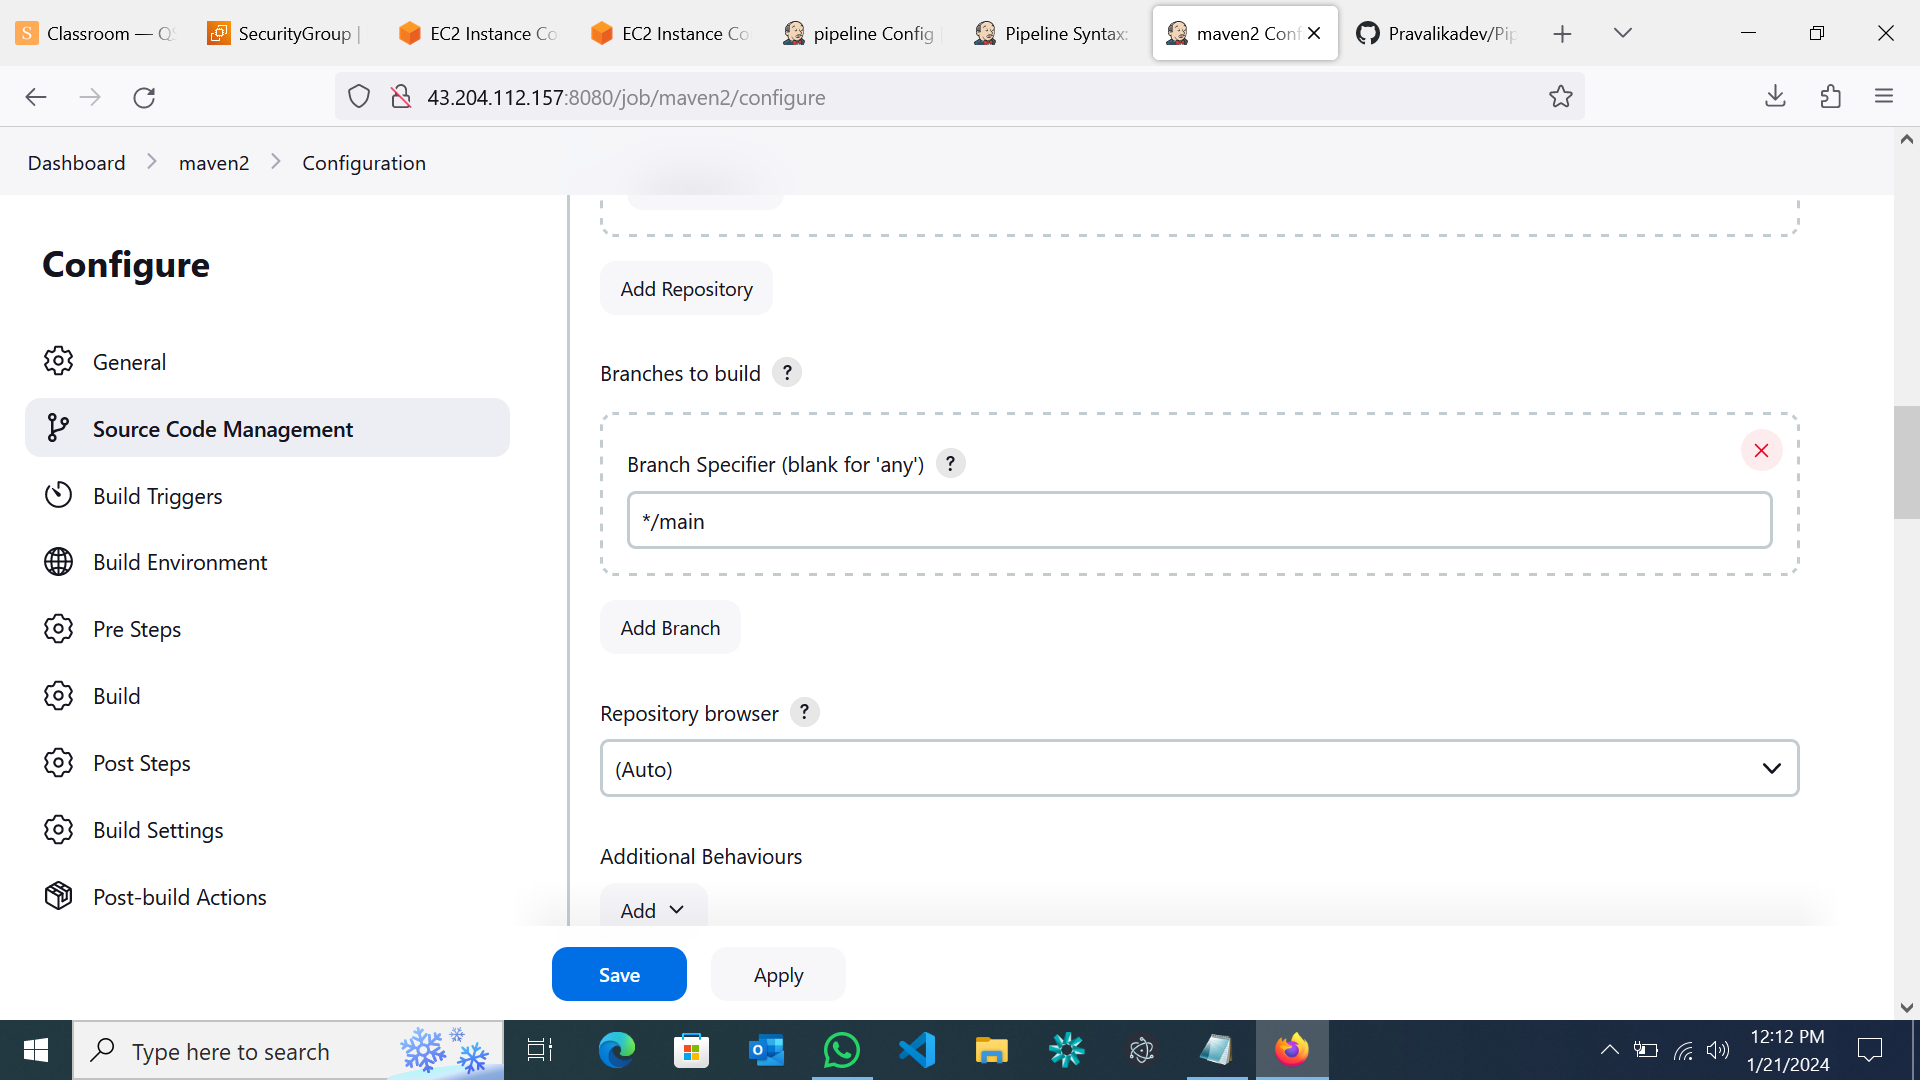 Classroom — QS
SecurityGroup |
EC2 Instance Co
EC2 Instance Co
pipeline Config
Pipeline Syntax:
maven2 Conf
Pravalikadev/Pip
43.204.112.157:8080/job/maven2/configure
Dashboard
maven2
Configuration
Configure
General
Source Code Management
Build Triggers
Build Environment
Pre Steps
Build
Post Steps
Build Settings
Post-build Actions
Add Repository
Branches to build ?
Branch Specifier (blank for 'any') ?
*/main
Add Branch
Repository browser ?
(Auto)
Additional Behaviours
Add
Save
Apply
Type here to search
12:12 PM
1/21/2024